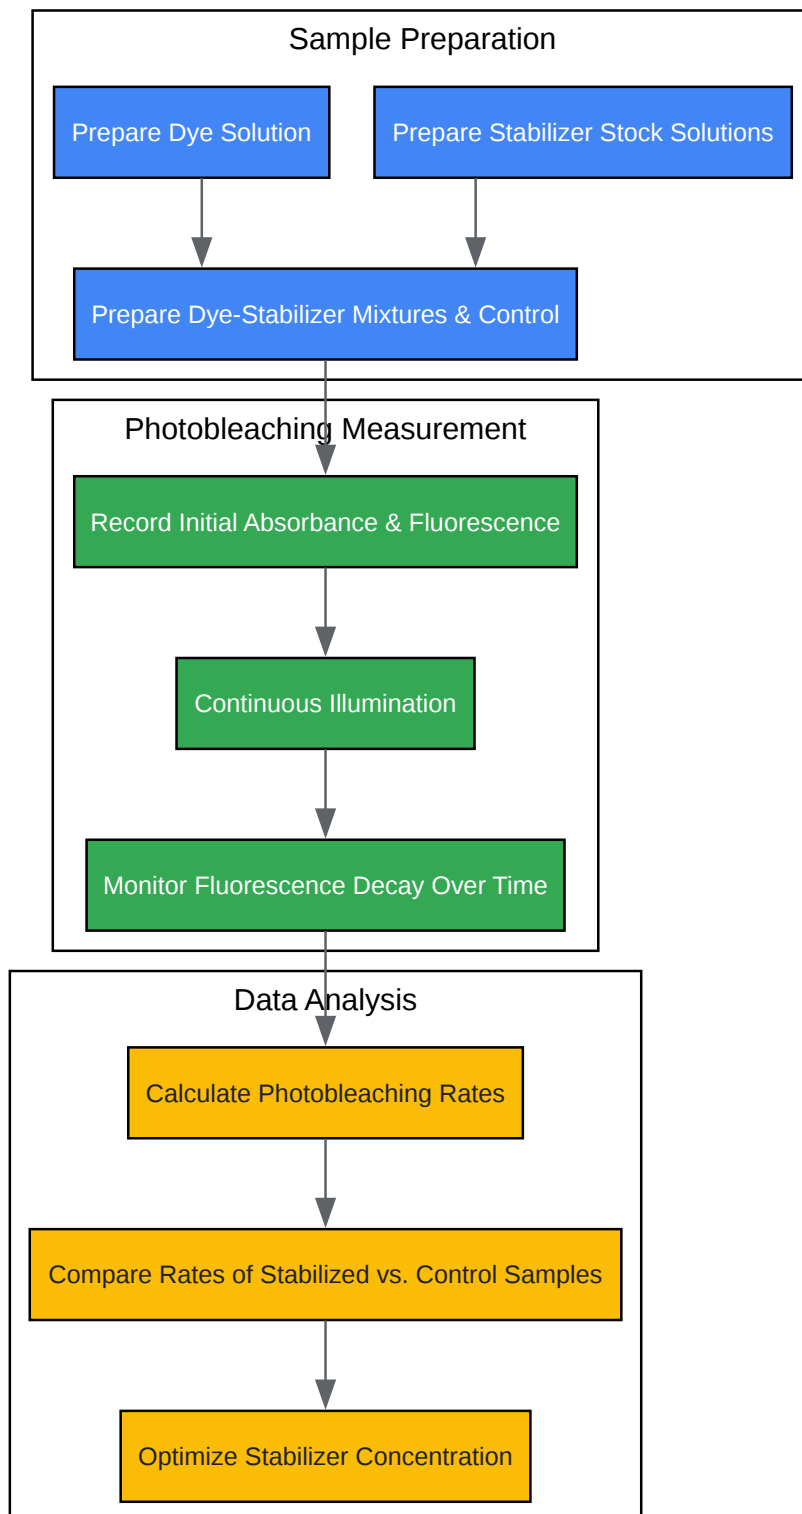 Sample Preparation
Prepare Dye Solution
Prepare Stabilizer Stock Solutions
Prepare Dye-Stabilizer Mixtures & Control
Photobleaching Measurement
Record Initial Absorbance & Fluorescence
Continuous Illumination
Monitor Fluorescence Decay Over Time
Data Analysis
Calculate Photobleaching Rates
Compare Rates of Stabilized vs. Control Samples
Optimize Stabilizer Concentration